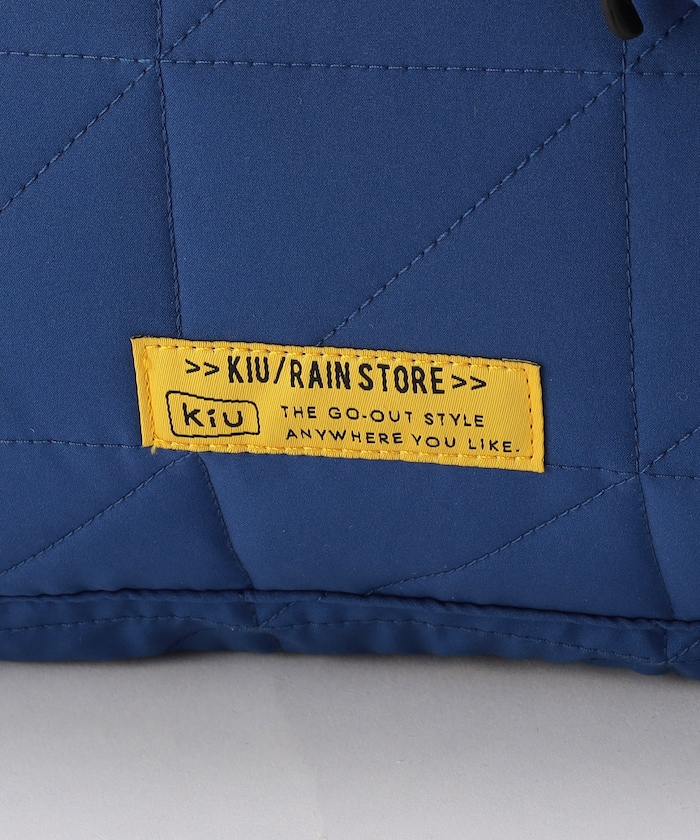 >> KIU/RAIN STORE >>
KiU
THE GO-OUT STYLE
ANYWHERE YOU LIKE.